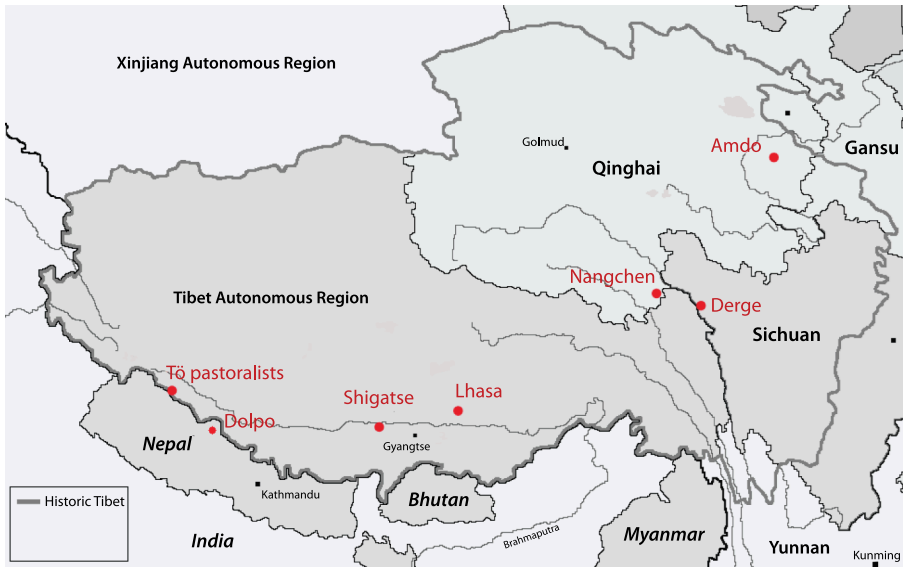 Xinjiang Autonomous Region
Golmud
Amdo
Gansu
Qinghai
Nangchen
Tibet Autonomous Region
Derge
Sichuan
Tö pastoralists
Lhasa
Shigatse
Dolpo
Nepal
Gyangtse
Kathmandu
Bhutan
Historic Tibet
India
Brahmaputra
Myanmar
Yunnan
Kunming